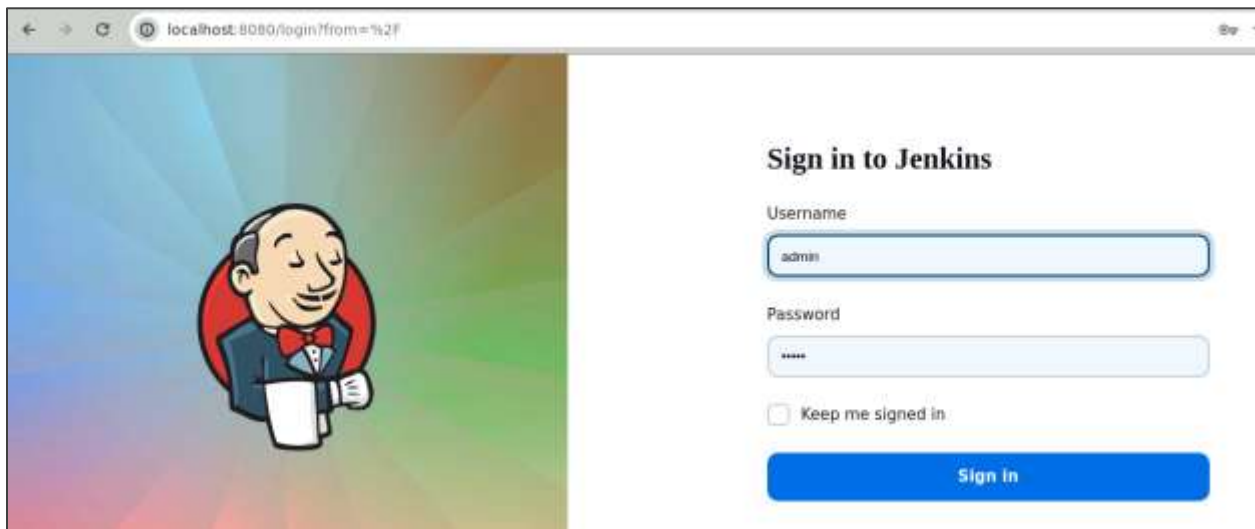 localhost:8080/login?from=%2F
Sign in to Jenkins
Username
admin
Password
•••••
Keep me signed in
Sign in